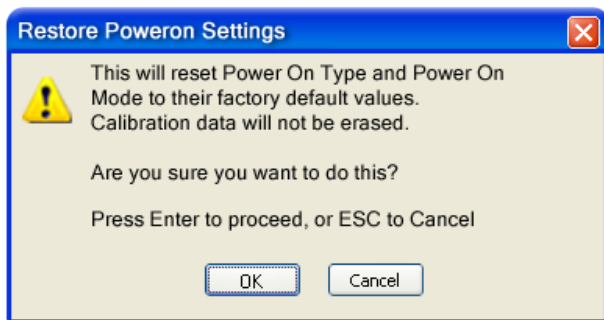 Restore Poweron Settings
This will reset Power On Type and Power On
Mode to their factory default values.
Calibration data will not be erased.
Are you sure you want to do this?
Press Enter to proceed, or ESC to Cancel
OK
Cancel